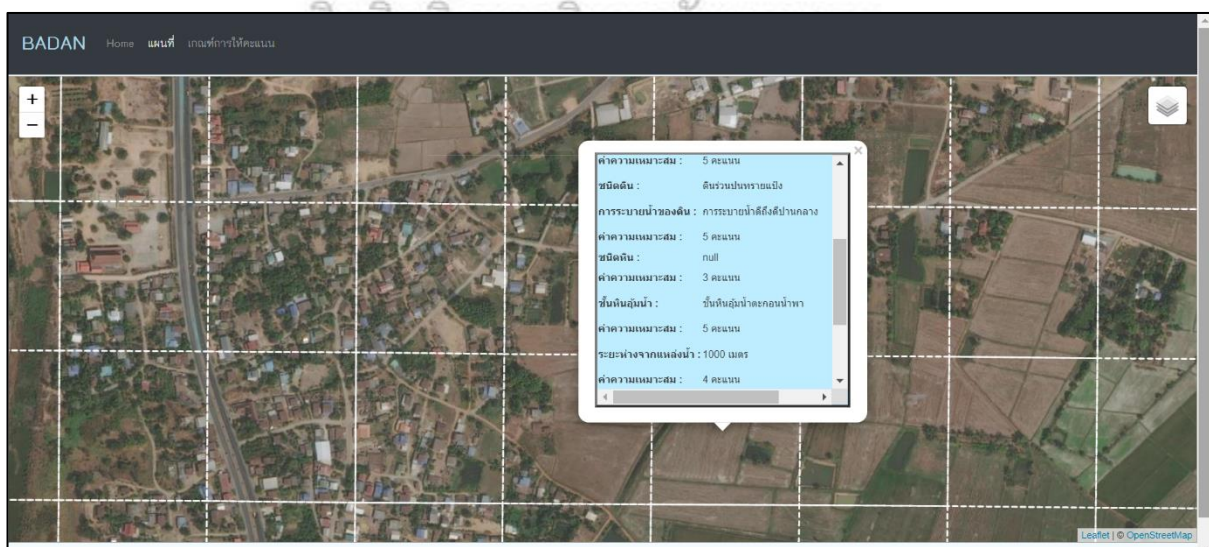 BADAN Home แผนที่ เกณฑ์การให้คะแนน
+
−
×
ค่าความเหมาะสม : 5 คะแนน
ชนิดดิน : ดินร่วนปนทรายแป้ง
การระบายน้ำของดิน : การระบายน้ำดีถึงดีปานกลาง
ค่าความเหมาะสม : 5 คะแนน
ชนิดหิน : null
ค่าความเหมาะสม : 3 คะแนน
ชั้นหินอุ้มน้ำ : ชั้นหินอุ้มน้ำตะกอนน้ำพา
ค่าความเหมาะสม : 5 คะแนน
ระยะห่างจากแหล่งน้ำ : 1000 เมตร
ค่าความเหมาะสม : 4 คะแนน
Leaflet | © OpenStreetMap